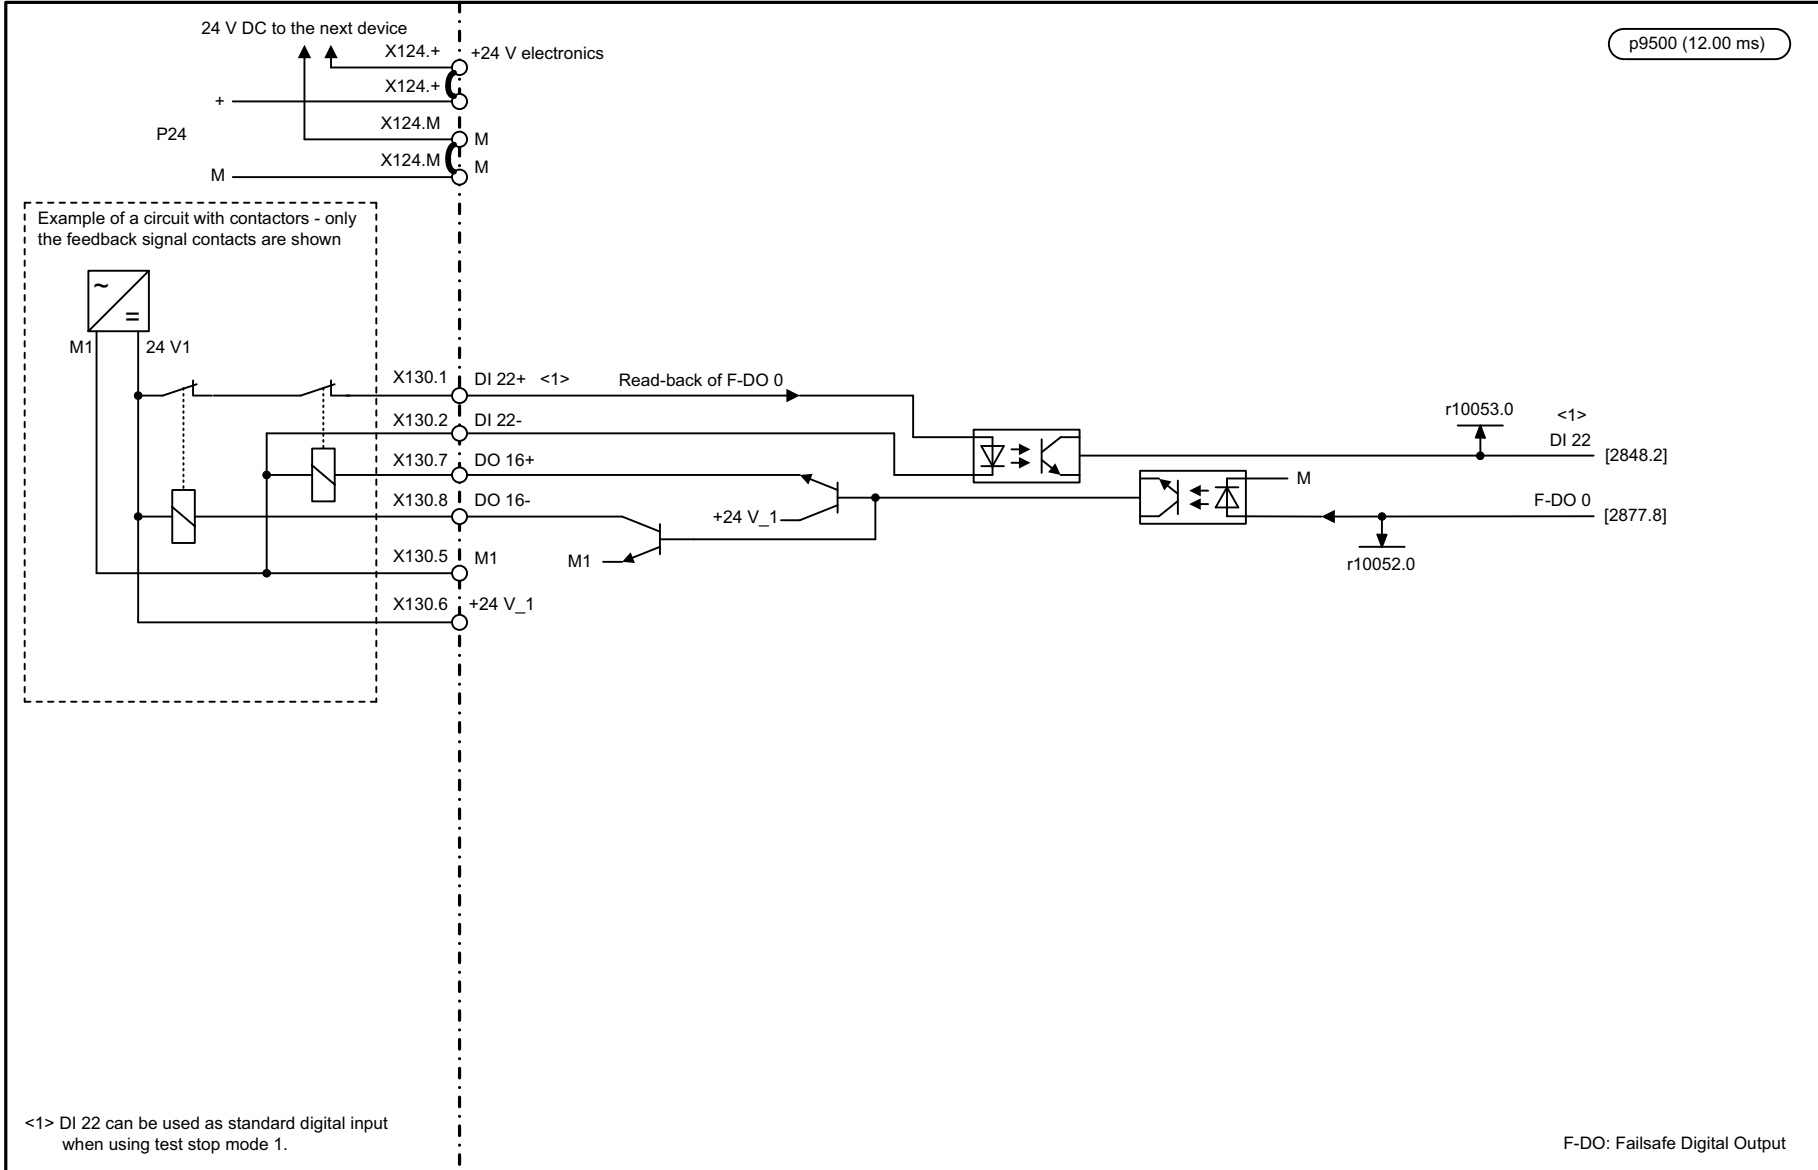 24 V DC to the next device
p9500 (12.00 ms)
X124.+
+24 V electronics
X124.+
+
X124.M
M
P24
X124.M
M
M
Example of a circuit with contactors - only
the feedback signal contacts are shown
~
=
M1
24 V1
X130.1
DI 22+
<1>
Read-back of F-DO 0
X130.2
DI 22-
r10053.0
<1>
DI 22
[2848.2]
X130.7
DO 16+
M
X130.8
DO 16-
+24 V_1
F-DO 0
[2877.8]
X130.5
M1
M1
r10052.0
X130.6
+24 V_1
<1> DI 22 can be used as standard digital input
when using test stop mode 1.
F-DO: Failsafe Digital Output